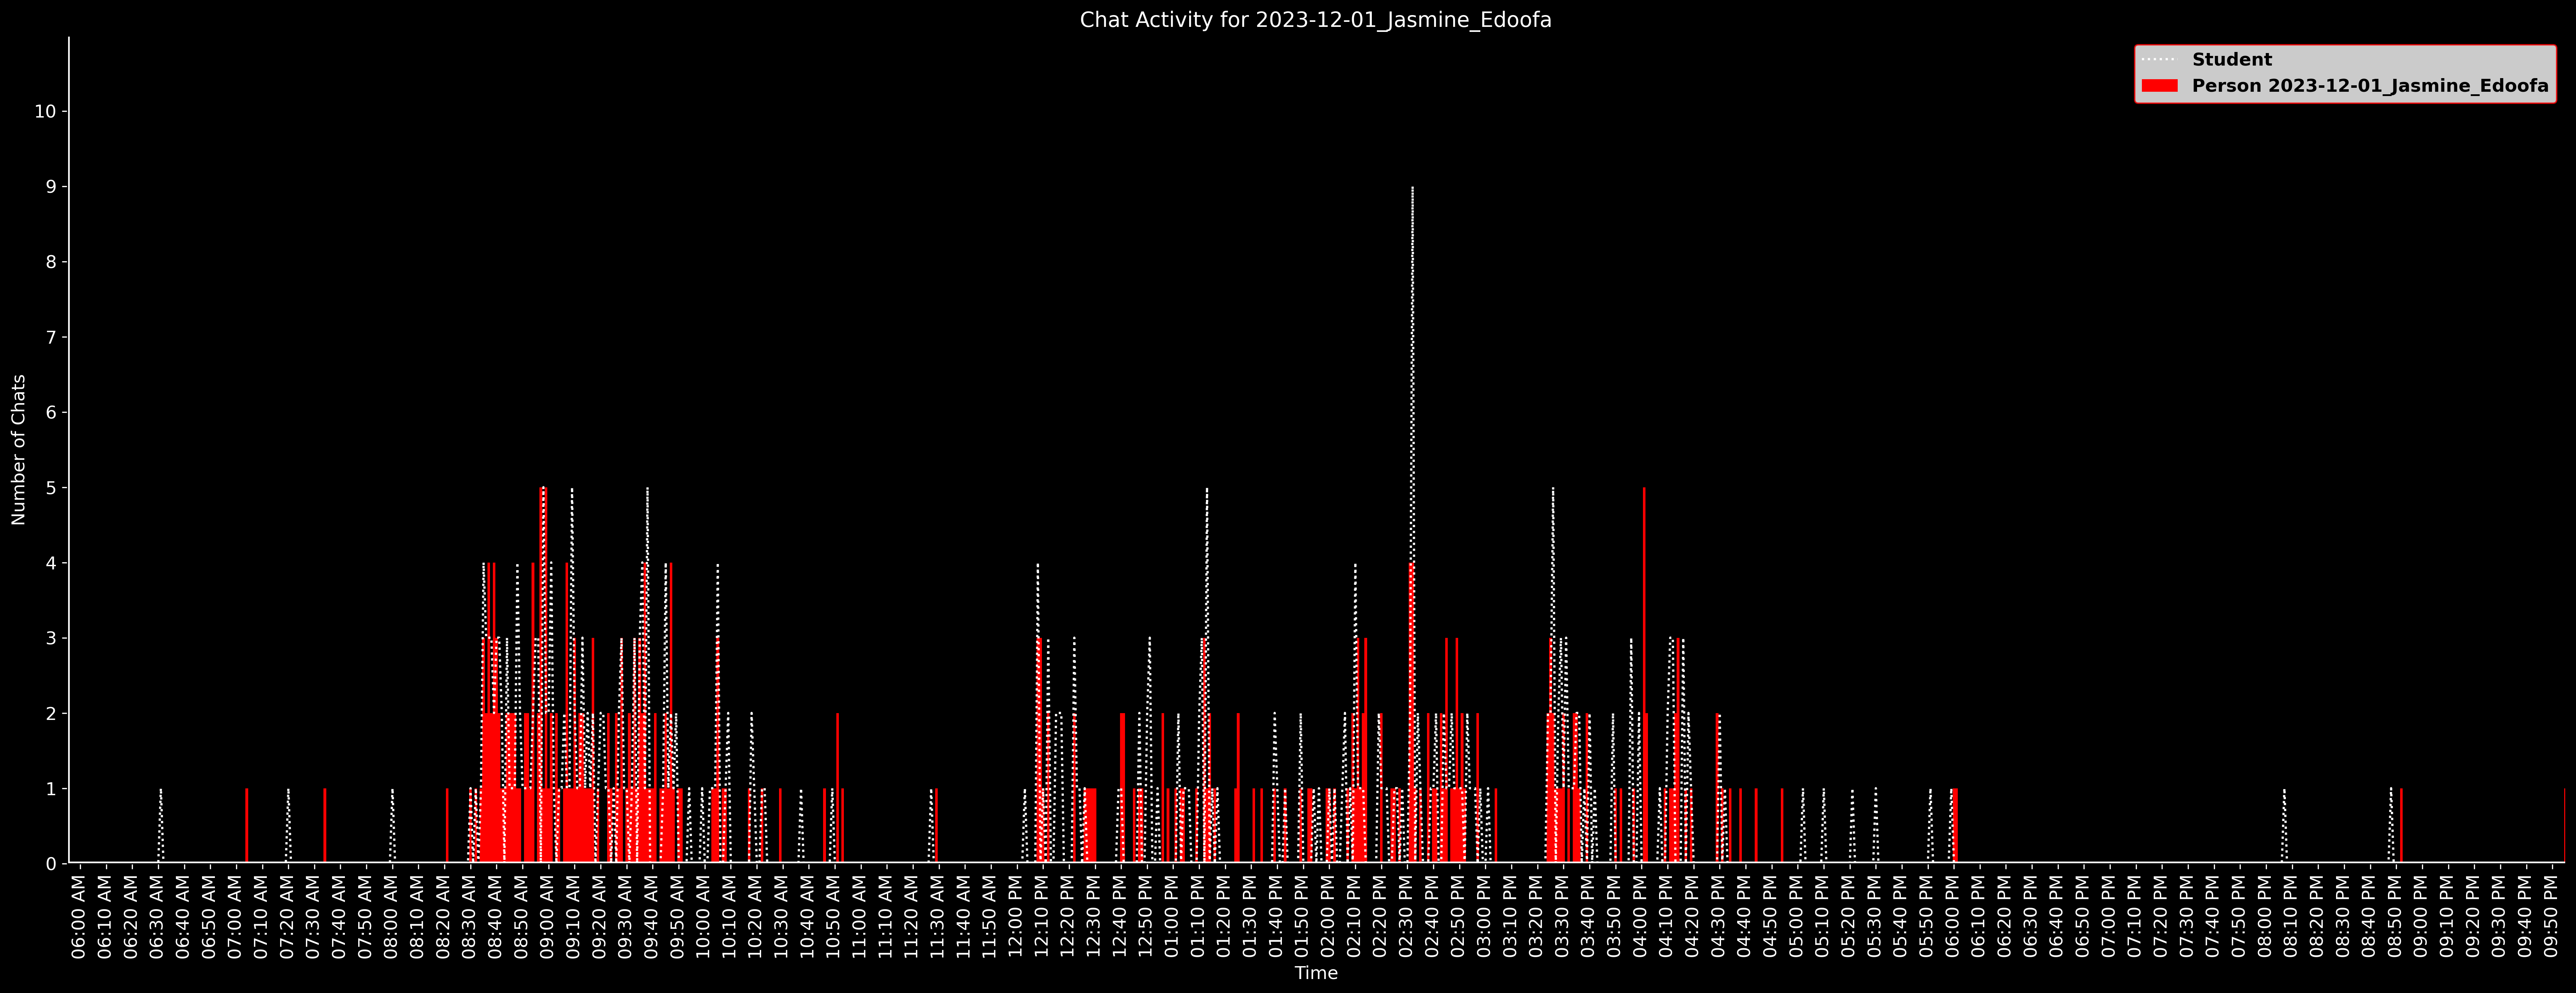 Chat Activity for 2023-12-01_Jasmine_Edoofa
Student
Person 2023-12-01_Jasmine_Edoofa
Number of Chats
10
9
8
7
6
5
4
3
2
1
0
06:00 AM
06:10 AM
06:20 AM
06:30 AM
06:40 AM
06:50 AM
07:00 AM
07:10 AM
07:20 AM
07:30 AM
07:40 AM
07:50 AM
08:00 AM
08:10 AM
08:20 AM
08:30 AM
08:40 AM
08:50 AM
09:00 AM
09:10 AM
09:20 AM
09:30 AM
09:40 AM
09:50 AM
10:00 AM
10:10 AM
10:20 AM
10:30 AM
10:40 AM
10:50 AM
11:00 AM
11:10 AM
11:20 AM
11:30 AM
11:40 AM
11:50 AM
12:00 PM
12:10 PM
12:20 PM
12:30 PM
12:40 PM
12:50 PM
01:00 PM
01:10 PM
01:20 PM
01:30 PM
01:40 PM
01:50 PM
02:00 PM
02:10 PM
02:20 PM
02:30 PM
02:40 PM
02:50 PM
03:00 PM
03:10 PM
03:20 PM
03:30 PM
03:40 PM
03:50 PM
04:00 PM
04:10 PM
04:20 PM
04:30 PM
04:40 PM
04:50 PM
05:00 PM
05:10 PM
05:20 PM
05:30 PM
05:40 PM
05:50 PM
06:00 PM
06:10 PM
06:20 PM
06:30 PM
06:40 PM
06:50 PM
07:00 PM
07:10 PM
07:20 PM
07:30 PM
07:40 PM
07:50 PM
08:00 PM
08:10 PM
08:20 PM
08:30 PM
08:40 PM
08:50 PM
09:00 PM
09:10 PM
09:20 PM
09:30 PM
09:40 PM
09:50 PM
Time